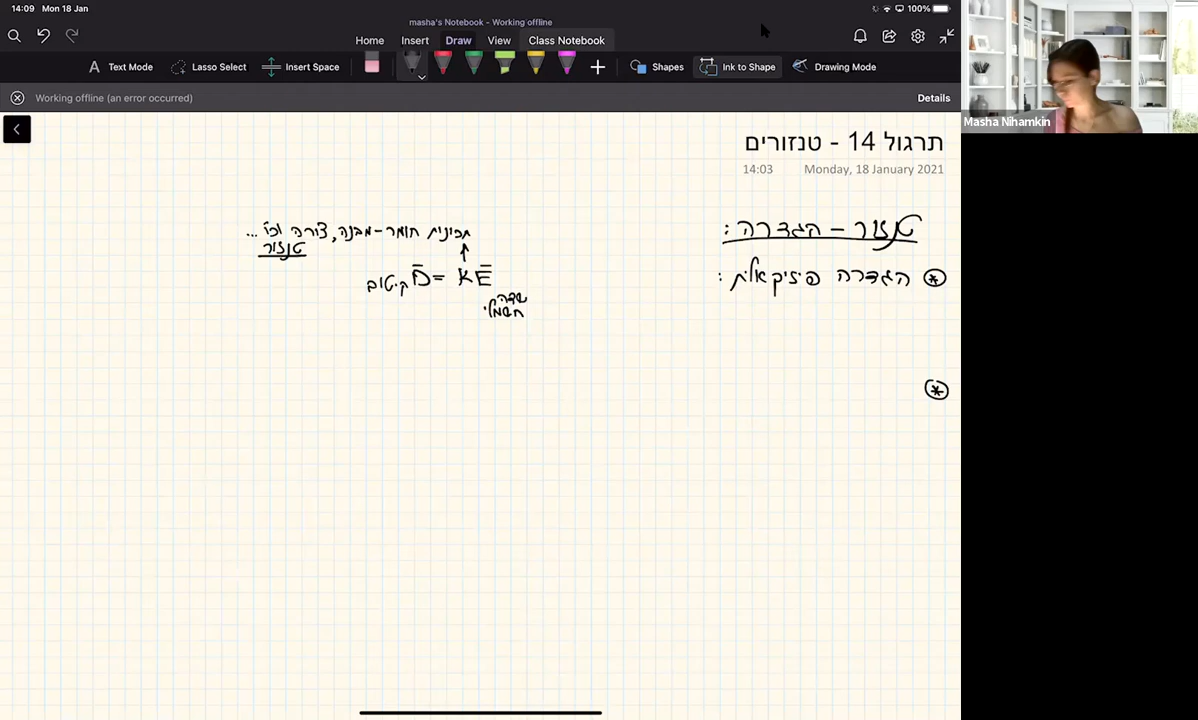 14:09 Mon 18 Jan
100%
masha's Notebook - Working offline
Home Insert Draw View Class Notebook
Text Mode Lasso Select Insert Space Shapes Ink to Shape Drawing Mode
Working offline (an error occurred) Details
Masha Nihamkin
תרגול 14 - טנזורים
Monday, 18 January 2021 14:03
טנזור – הגדרה :
הגדרה פיזיקאלית :
תכונות חומר-מבנה, צורה וכו' ...
טנזור
קיטוב D̄ = KĒ
שדה
חשמלי